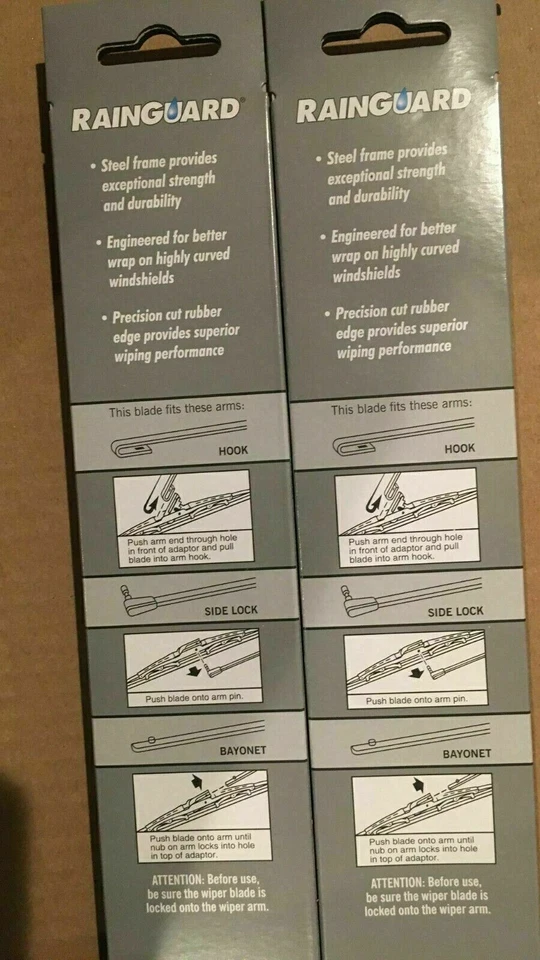 RAINGUARD®
• Steel frame provides
exceptional strength
and durability
• Engineered for better
wrap on highly curved
windshields
• Precision cut rubber
edge provides superior
wiping performance
This blade fits these arms:
HOOK
Push arm end through hole
in front of adaptor and pull
blade into arm hook.
SIDE LOCK
Push blade onto arm pin.
BAYONET
Push blade onto arm until
nub on arm locks into hole
in top of adaptor.
ATTENTION: Before use,
be sure the wiper blade is
locked onto the wiper arm.
RAINGUARD
• Steel frame provides
exceptional strength
and durability
• Engineered for better
wrap on highly curved
windshields
• Precision cut rubber
edge provides superior
wiping performance
This blade fits these arms:
HOOK
Push arm end through hole
in front of adaptor and pull
blade into arm hook.
SIDE LOCK
Push blade onto arm pin.
BAYONET
Push blade onto arm until
nub on arm locks into hole
in top of adaptor.
ATTENTION: Before use,
be sure the wiper blade is
locked onto the wiper arm.